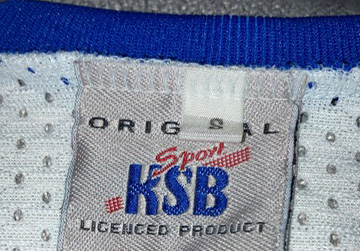 ORIG S AL
Sport
KSB
LICENCED PRODUCT